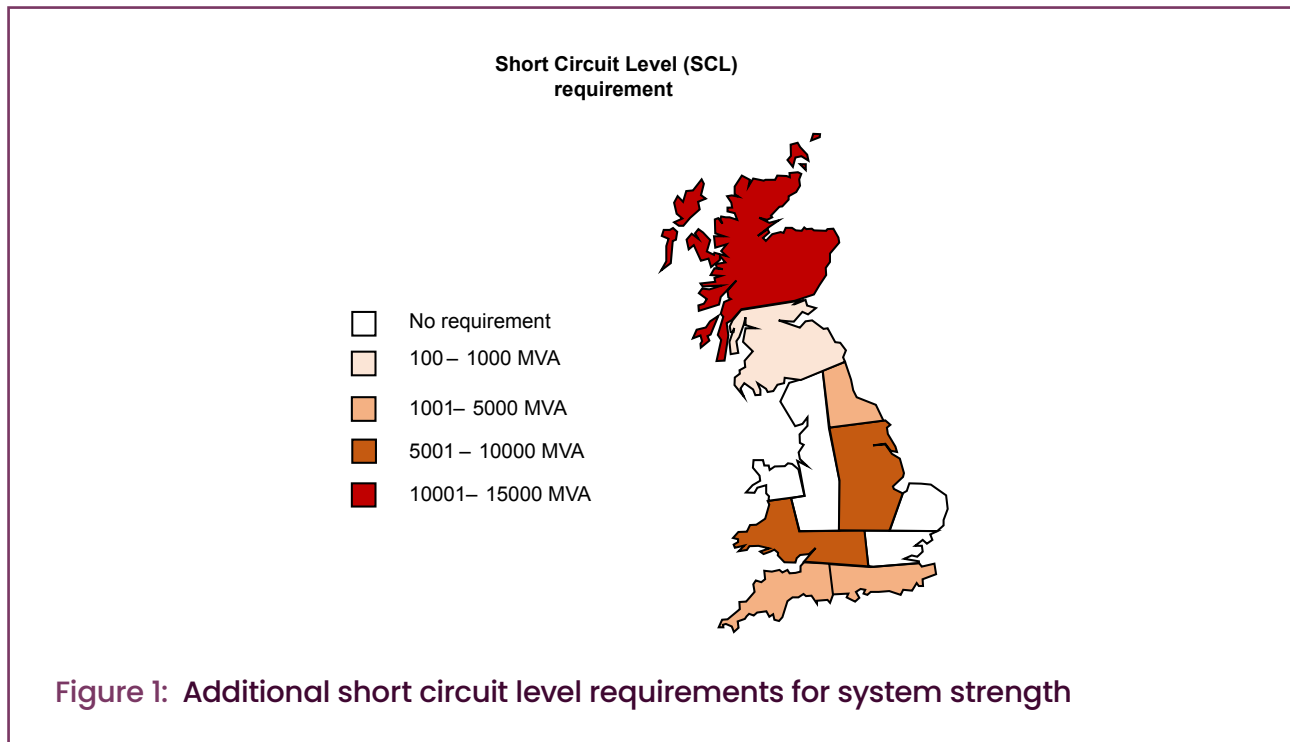 Short Circuit Level (SCL)
requirement
No requirement
100 – 1000 MVA
1001– 5000 MVA
5001 – 10000 MVA
10001– 15000 MVA
Figure 1: Additional short circuit level requirements for system strength